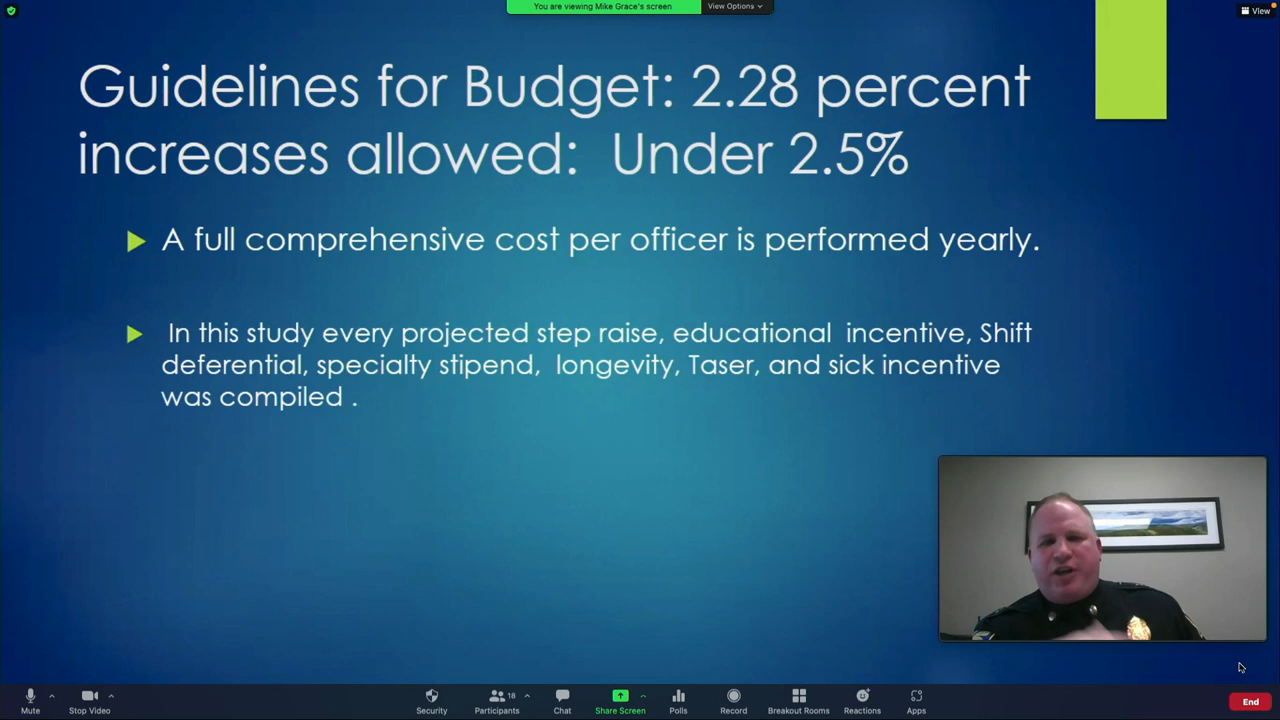 You are viewing Mike Grace's screen
View Options
View
Guidelines for Budget: 2.28 percent
increases allowed:  Under 2.5%
A full comprehensive cost per officer is performed yearly.
In this study every projected step raise, educational  incentive, Shift
deferential, specialty stipend,  longevity, Taser, and sick incentive
was compiled .
Mute
Stop Video
Security
Participants
18
Chat
Share Screen
Polls
Record
Breakout Rooms
Reactions
Apps
End